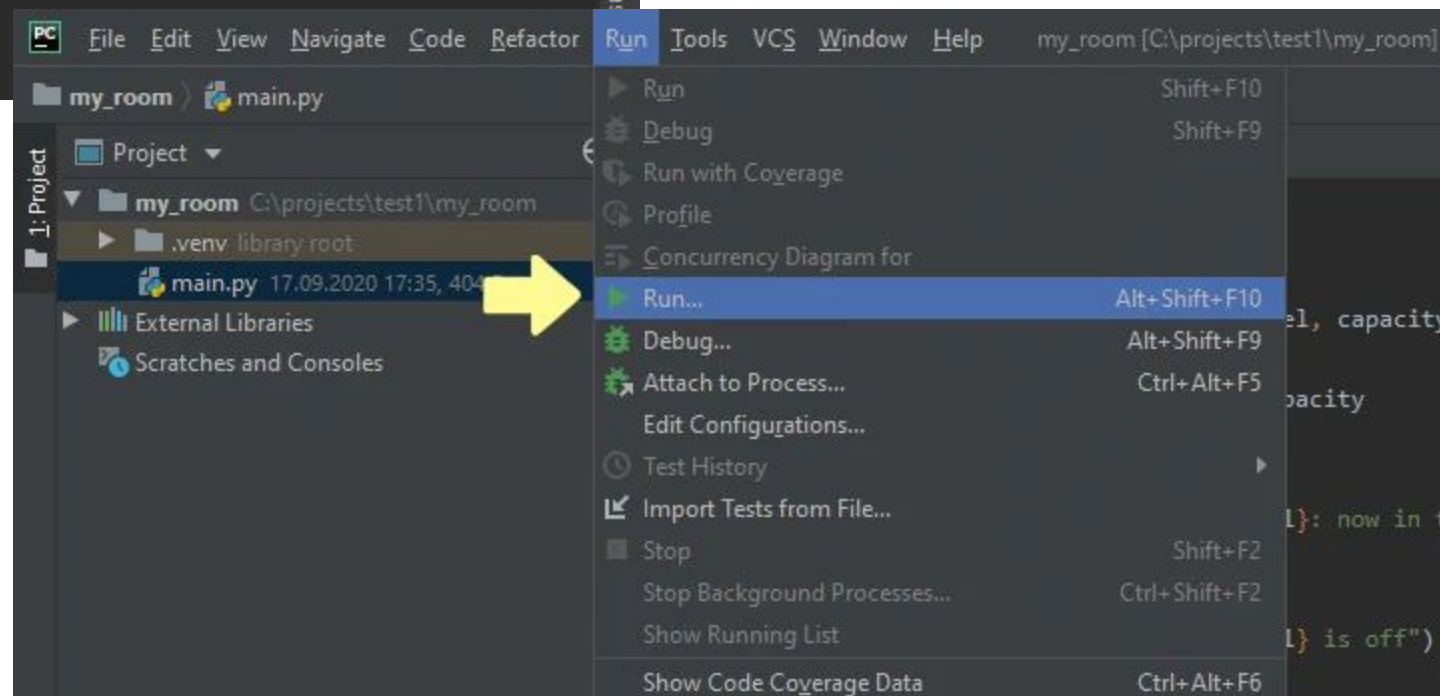 PC File Edit View Navigate Code Refactor Run Tools VCS Window Help my_room [C:\projects\test1\my_room]
my_room main.py
1: Project
Project
my_room C:\projects\test1\my_room
.venv library root
main.py 17.09.2020 17:35, 404
External Libraries
Scratches and Consoles
Run Shift+F10
Debug Shift+F9
Run with Coverage
Profile
Concurrency Diagram for
Run... Alt+Shift+F10
Debug... Alt+Shift+F9
Attach to Process... Ctrl+Alt+F5
Edit Configurations...
Test History
Import Tests from File...
Stop Shift+F2
Stop Background Processes... Ctrl+Shift+F2
Show Running List
Show Code Coverage Data Ctrl+Alt+F6
el, capacity
pacity
l}: now in
l} is off")